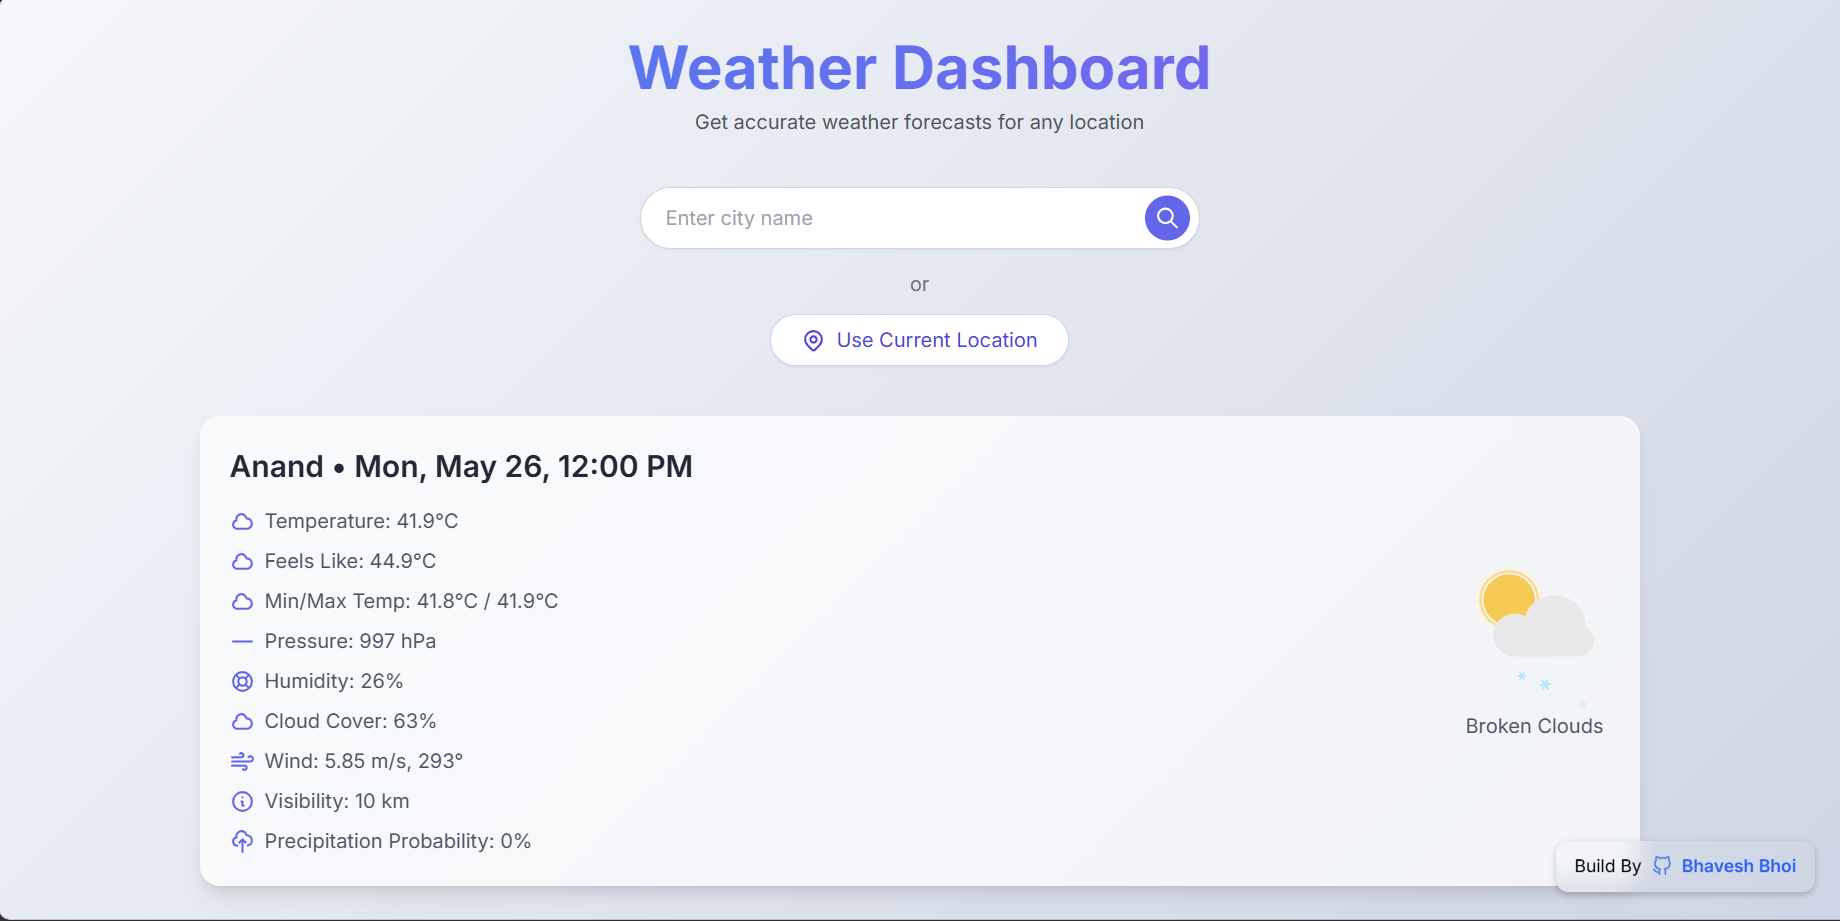 Weather Dashboard
Get accurate weather forecasts for any location
Enter city name
or
Use Current Location
Anand • Mon, May 26, 12:00 PM
Temperature: 41.9°C
Feels Like: 44.9°C
Min/Max Temp: 41.8°C / 41.9°C
Pressure: 997 hPa
Humidity: 26%
Cloud Cover: 63%
Wind: 5.85 m/s, 293°
Visibility: 10 km
Precipitation Probability: 0%
Broken Clouds
Build By Bhavesh Bhoi